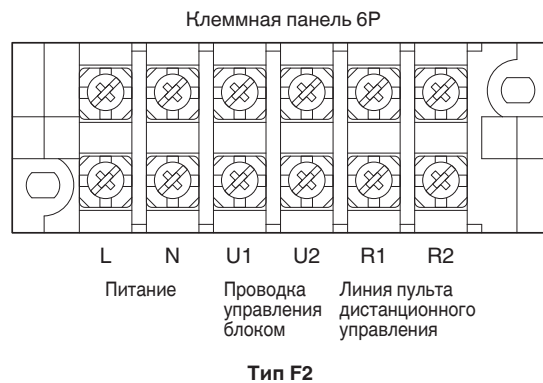 Клеммная панель 6P
L N U1 U2 R1 R2
Питание Проводка управления блоком Линия пульта дистанционного управления
Тип F2